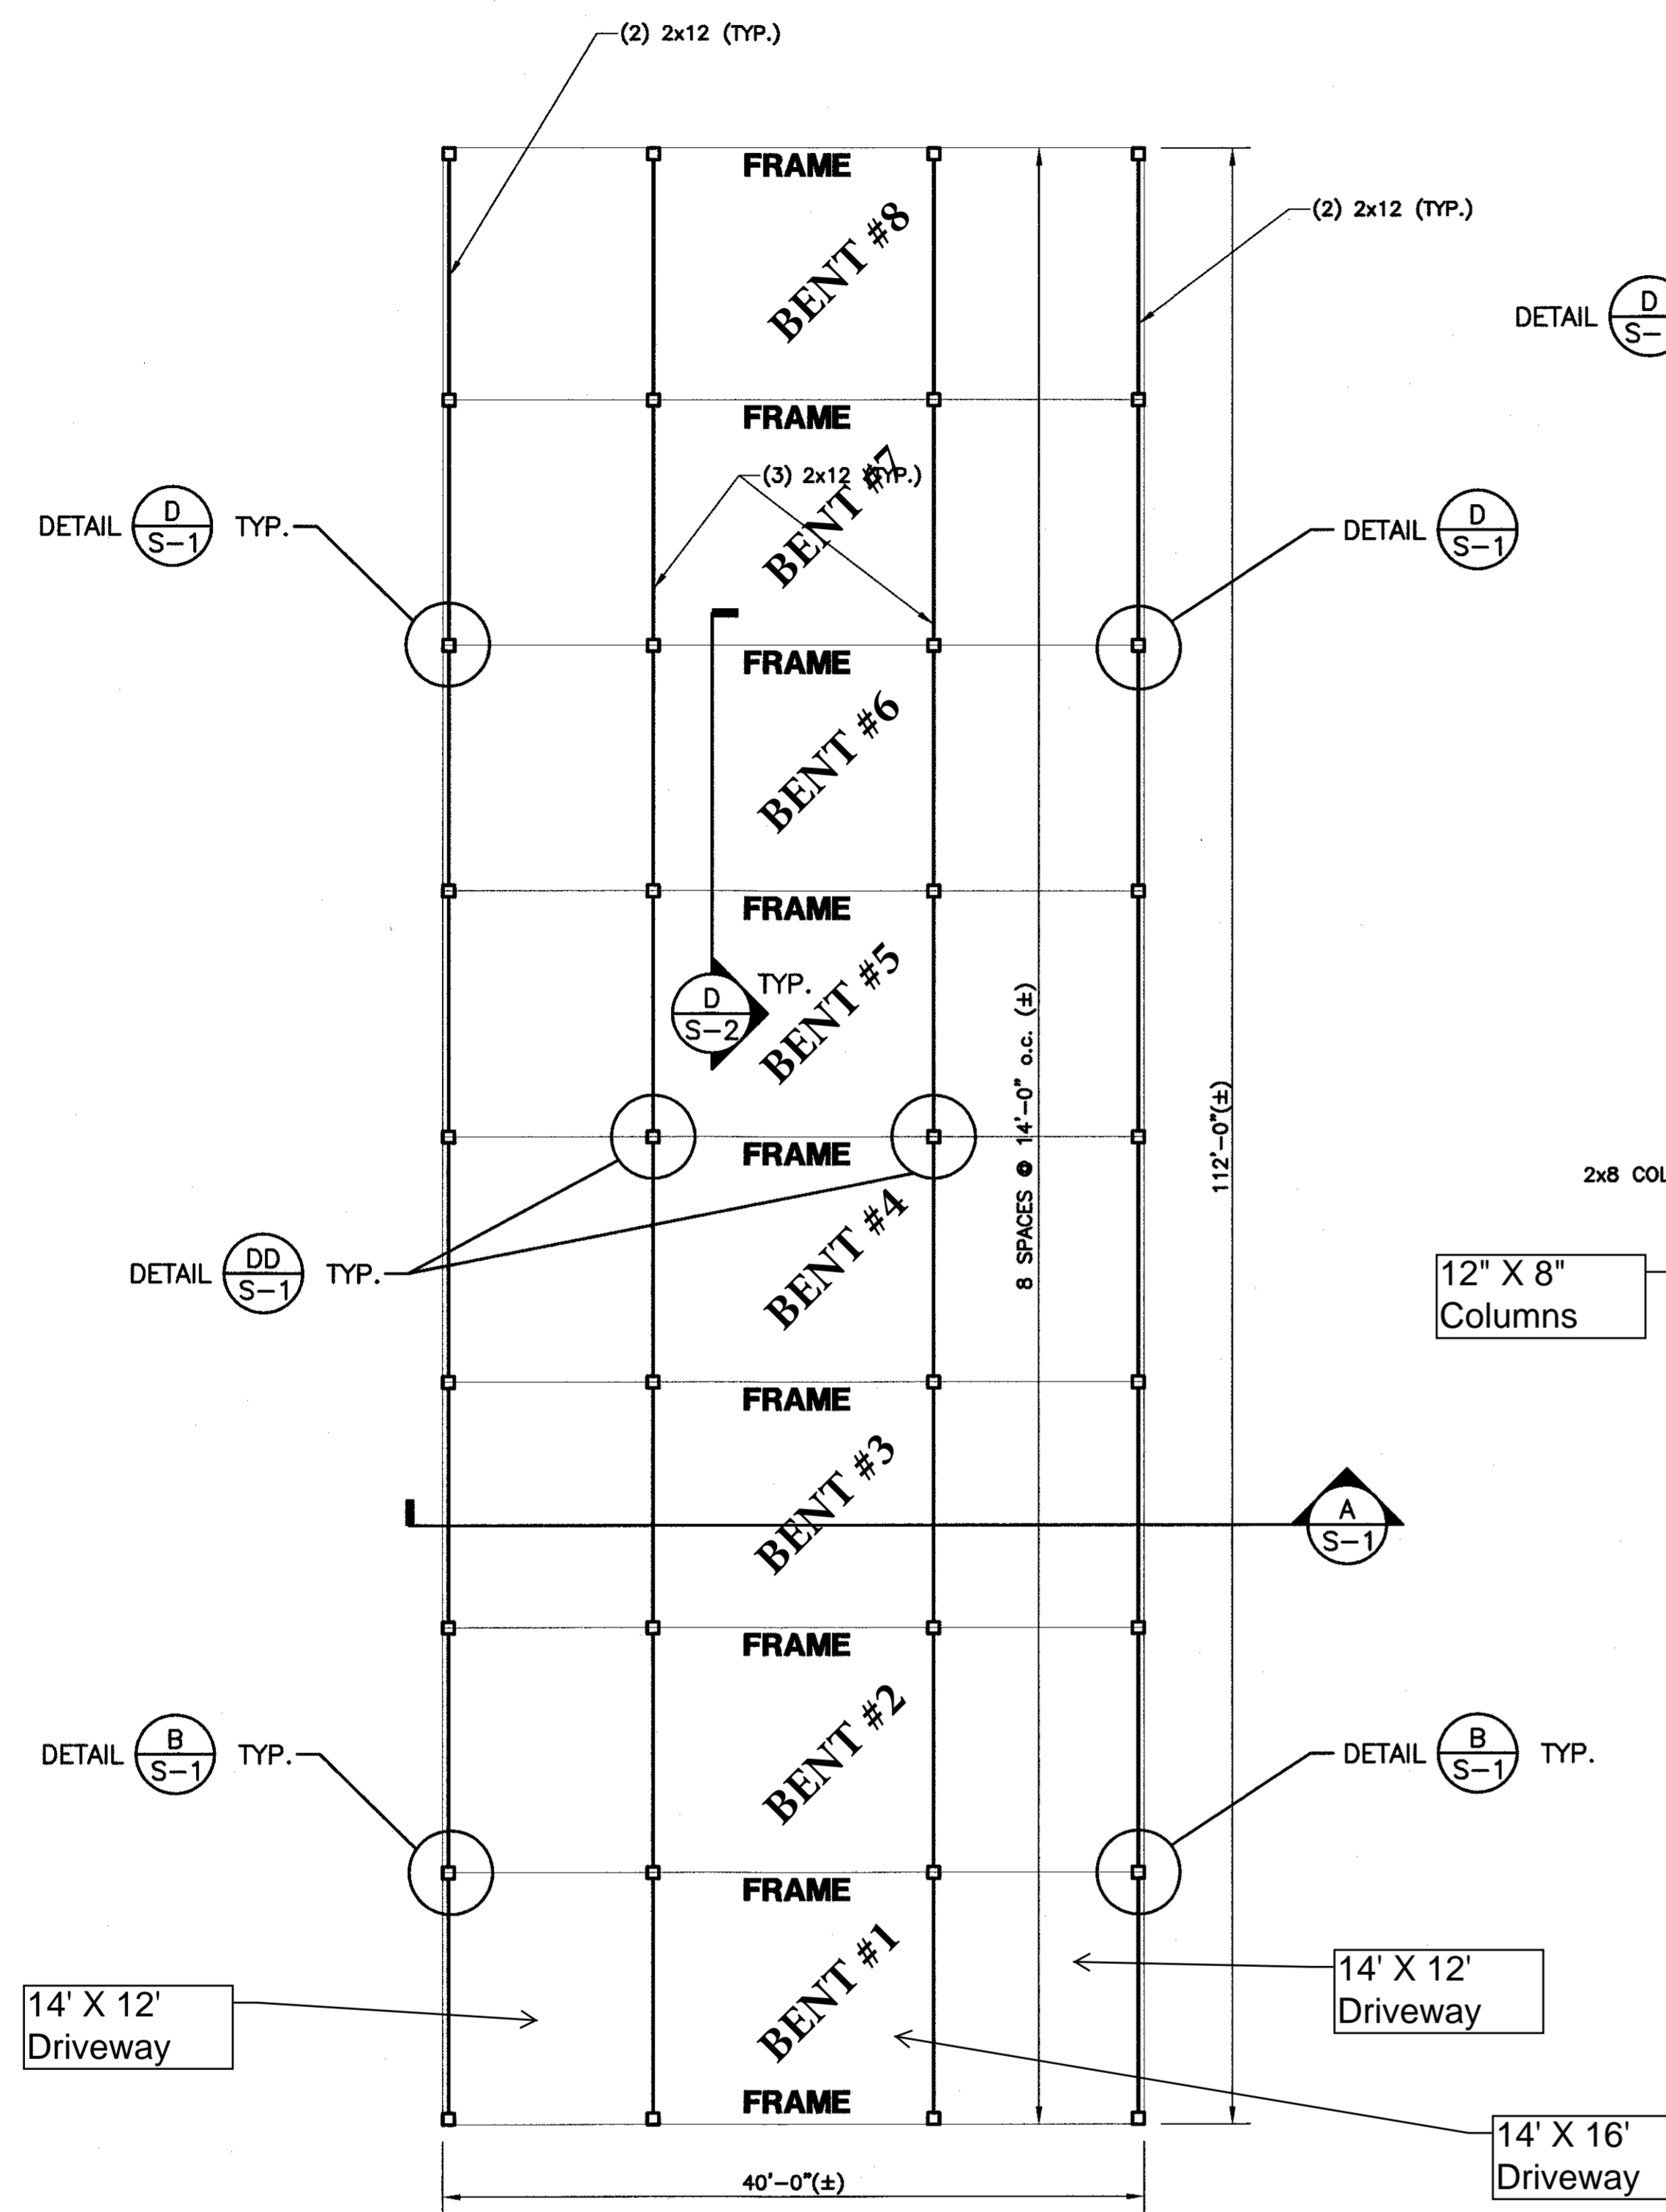 (2) 2x12 (TYP.)
FRAME
BENT #8
(2) 2x12 (TYP.)
DETAIL D S-
FRAME
(3) 2x12 (TYP.)
BENT #7
DETAIL D S-1 TYP.
DETAIL D S-1
FRAME
BENT #6
FRAME
BENT #5
D S-2 TYP.
8 SPACES @ 14'-0" o.c. (±)
112'-0"(±)
FRAME
2x8 COL
BENT #4
DETAIL DD S-1 TYP.
12" X 8"
Columns
FRAME
BENT #3
A S-1
FRAME
BENT #2
DETAIL B S-1 TYP.
DETAIL B S-1 TYP.
FRAME
BENT #1
14' X 12'
Driveway
14' X 12'
Driveway
FRAME
14' X 16'
Driveway
40'-0"(±)